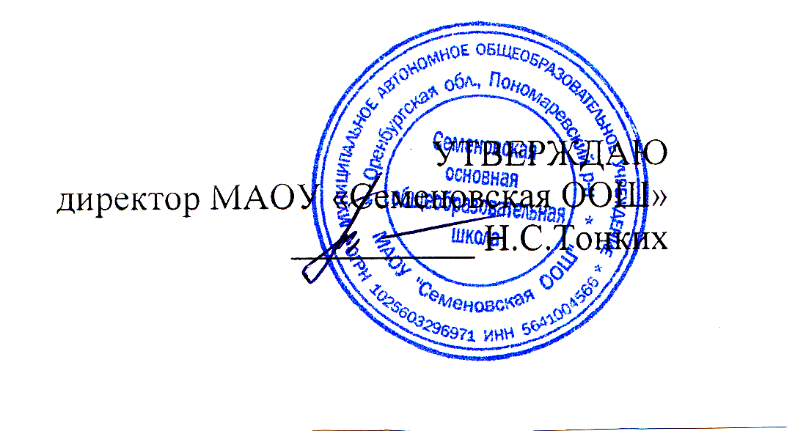 УТВЕРЖДАЮ
директор МАОУ «Семеновская ООШ»
____________ Н.С.Тонких
МУНИЦИПАЛЬНОЕ АВТОНОМНОЕ ОБЩЕОБРАЗОВАТЕЛЬНОЕ УЧРЕЖДЕНИЕ *
ОГРН 1025603296971 ИНН 5641004566 *
Оренбургская обл., Пономаревский р-н *
МАОУ "Семеновская ООШ"
Семеновская
основная
общеобразовательная
школа